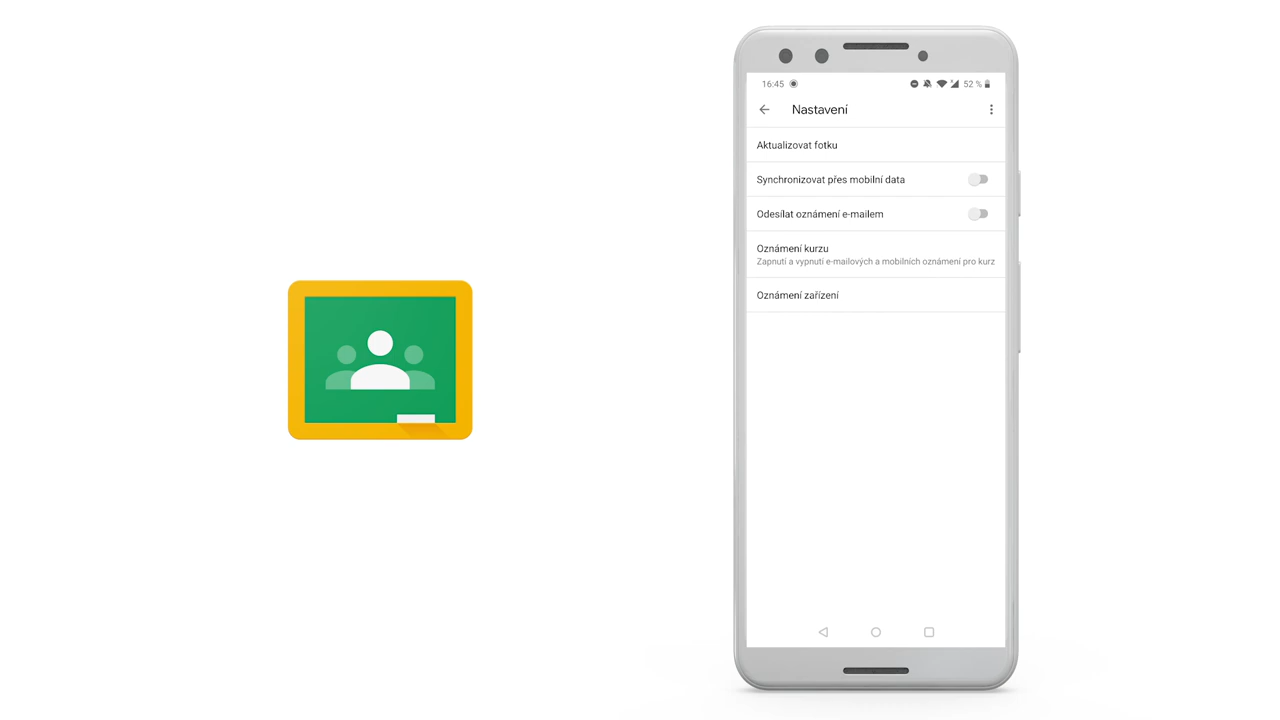 16:45 52 %
Nastavení
Aktualizovat fotku
Synchronizovat přes mobilní data
Odesílat oznámení e-mailem
Oznámení kurzu
Zapnutí a vypnutí e-mailových a mobilních oznámení pro kurz
Oznámení zařízení